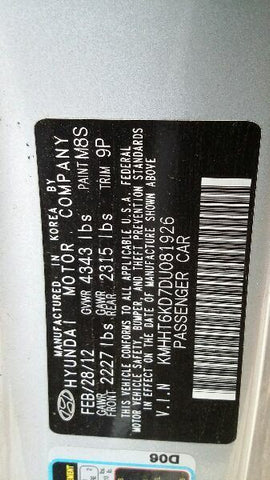 MANUFACTURED IN KOREA BY
HYUNDAI MOTOR COMPANY
FEB/28/12 GVWR 4343 lbs PAINT M8S
GAWR FRONT 2227 lbs GAWR REAR 2315 lbs TRIM 9P
THIS VEHICLE CONFORMS TO ALL APPLICABLE U.S.A. FEDERAL
MOTOR VEHICLE SAFETY, BUMPER, AND THEFT PREVENTION STANDARDS
IN EFFECT ON THE DATE OF MANUFACTURE SHOWN ABOVE
V.I.N KMHHT6KD7DU081926
PASSENGER CAR
D06